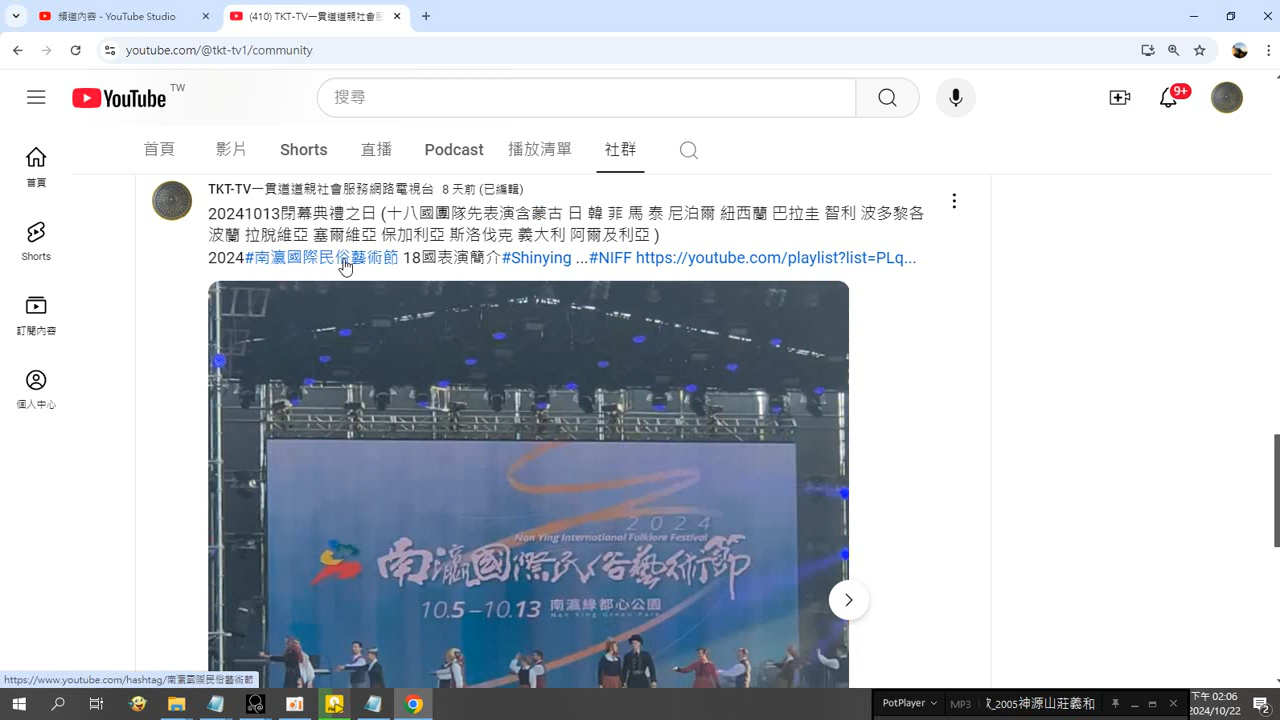 頻道內容 - YouTube Studio
(410) TKT-TV一貫道道親社會服
youtube.com/@tkt-tv1/community
YouTube
TW
搜尋
9+
首頁
影片
Shorts
直播
Podcast
播放清單
社群
首頁
Shorts
訂閱內容
個人中心
TKT-TV一貫道道親社會服務網路電視台 8 天前 (已編輯)
20241013閉幕典禮之日 (十八國團隊先表演含蒙古 日 韓 菲 馬 泰 尼泊爾 紐西蘭 巴拉圭 智利 波多黎各
波蘭 拉脫維亞 塞爾維亞 保加利亞 斯洛伐克 義大利 阿爾及利亞 )
2024#南瀛國際民俗藝術節 18國表演簡介#Shinying ...#NIFF https://youtube.com/playlist?list=PLq...
2024
Nan Ying International Folklore Festival
南瀛國際民俗藝術節
10.5–10.13 南瀛綠都心公園
Nan Ying Green Park
https://www.youtube.com/hashtag/南瀛國際民俗藝術節
PotPlayer
MP3
_2005神源山莊義和
下午 02:06
2024/10/22
2